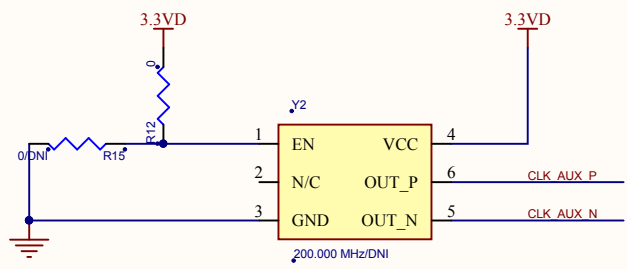 3.3VD
3.3VD
0
R12
0/DNI
R15
Y2
1
EN
VCC
4
2
N/C
OUT_P
6
CLK_AUX_P
3
GND
OUT_N
5
CLK_AUX_N
200.000 MHz/DNI